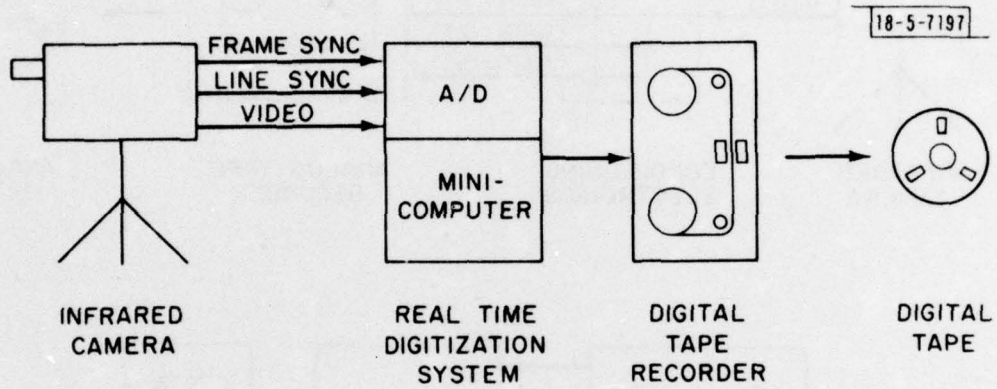 18-5-7197
FRAME SYNC
LINE SYNC
VIDEO
A/D
MINI-
COMPUTER
INFRARED
CAMERA
REAL TIME
DIGITIZATION
SYSTEM
DIGITAL
TAPE
RECORDER
DIGITAL
TAPE